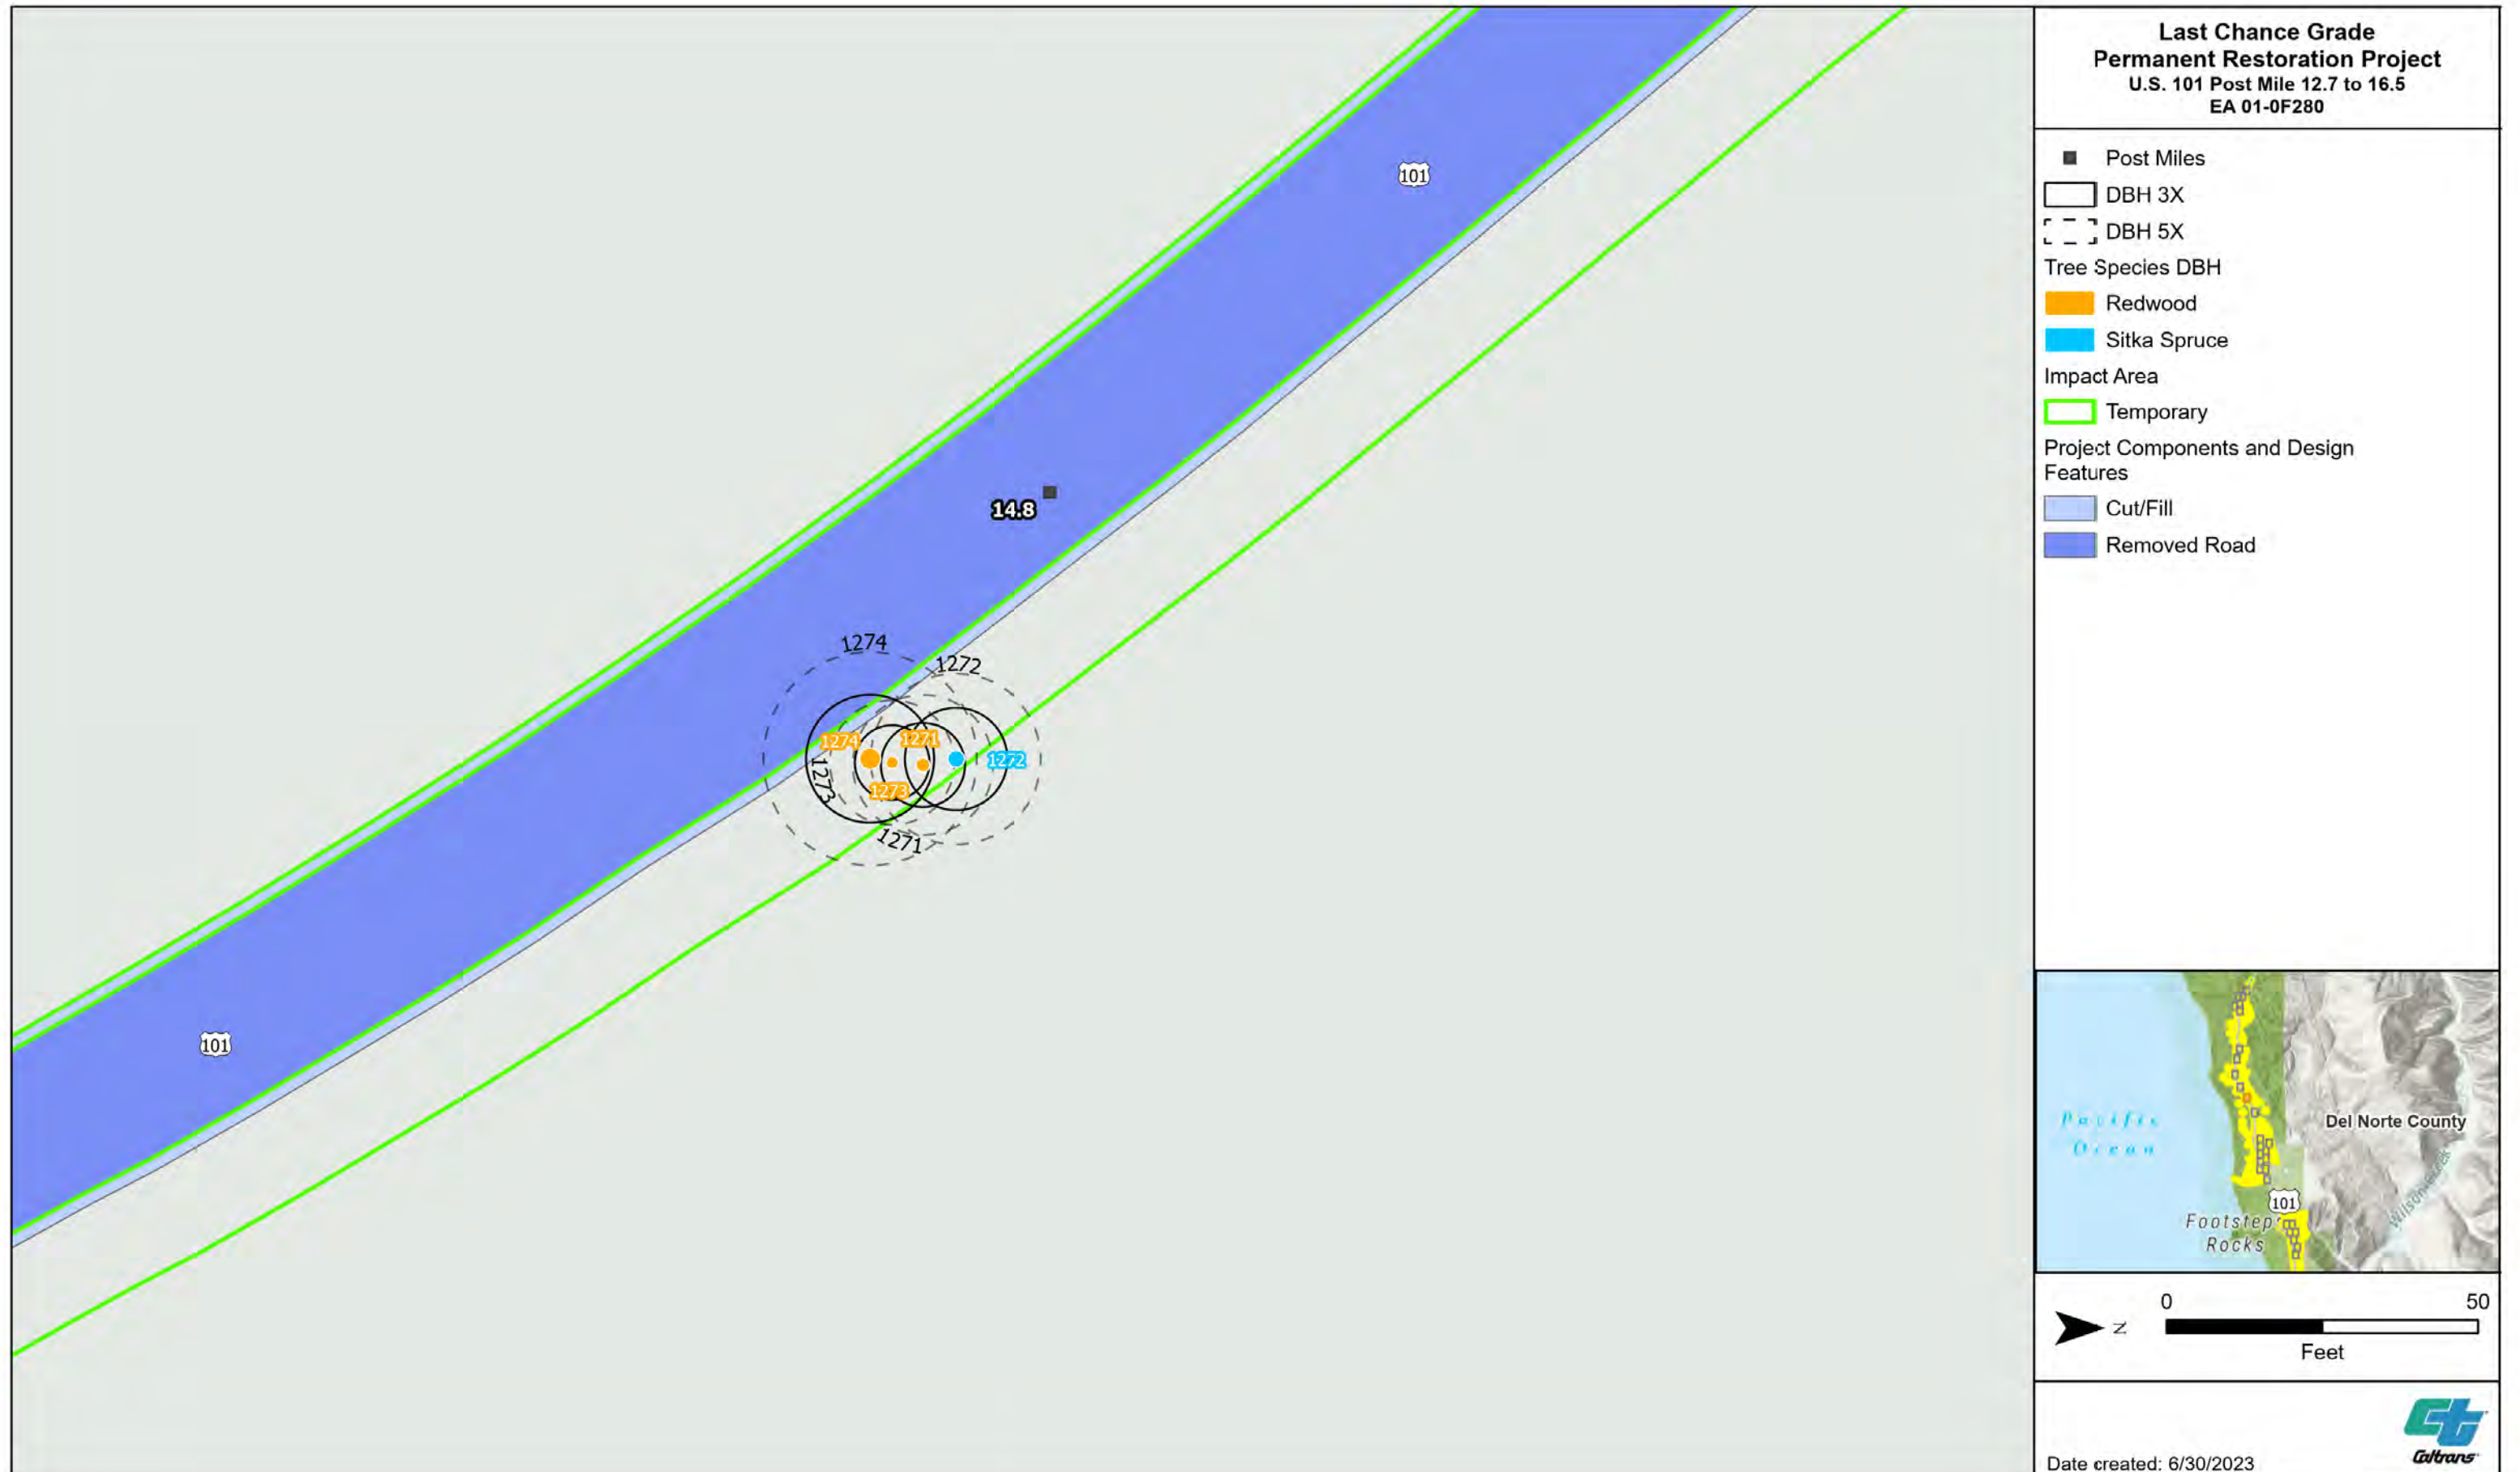 Last Chance Grade
Permanent Restoration Project
U.S. 101 Post Mile 12.7 to 16.5
EA 01-0F280
Post Miles
DBH 3X
DBH 5X
Tree Species DBH
Redwood
Sitka Spruce
Impact Area
Temporary
Project Components and Design
Features
Cut/Fill
Removed Road
101
14.8
1274
1272
1274
1271
1272
1273
1273
1271
101
Pacific
Ocean
Del Norte County
Wilson Creek
101
Footsteps
Rocks
0 50
N
Feet
Caltrans
Date created: 6/30/2023